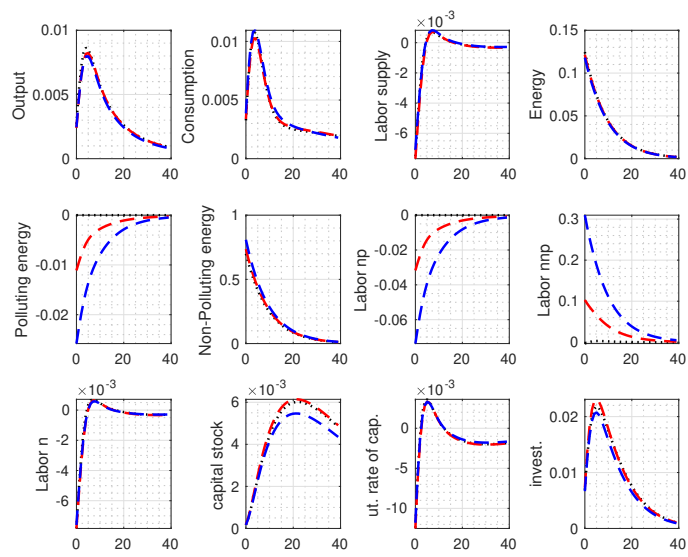 Output
0.01
0.005
0
0 20 40
Consumption
0.01
0.005
0
0 20 40
Labor supply
×10⁻³
0
-2
-4
-6
0 20 40
Energy
0.15
0.1
0.05
0
0 20 40
Polluting energy
0
-0.01
-0.02
0 20 40
Non-Polluting energy
1
0.5
0
0 20 40
Labor np
0
-0.02
-0.04
-0.06
0 20 40
Labor nnp
0.3
0.2
0.1
0
0 20 40
Labor n
×10⁻³
0
-2
-4
-6
0 20 40
capital stock
×10⁻³
6
4
2
0
0 20 40
ut. rate of cap.
×10⁻³
0
-5
-10
0 20 40
invest.
0.02
0.01
0
0 20 40